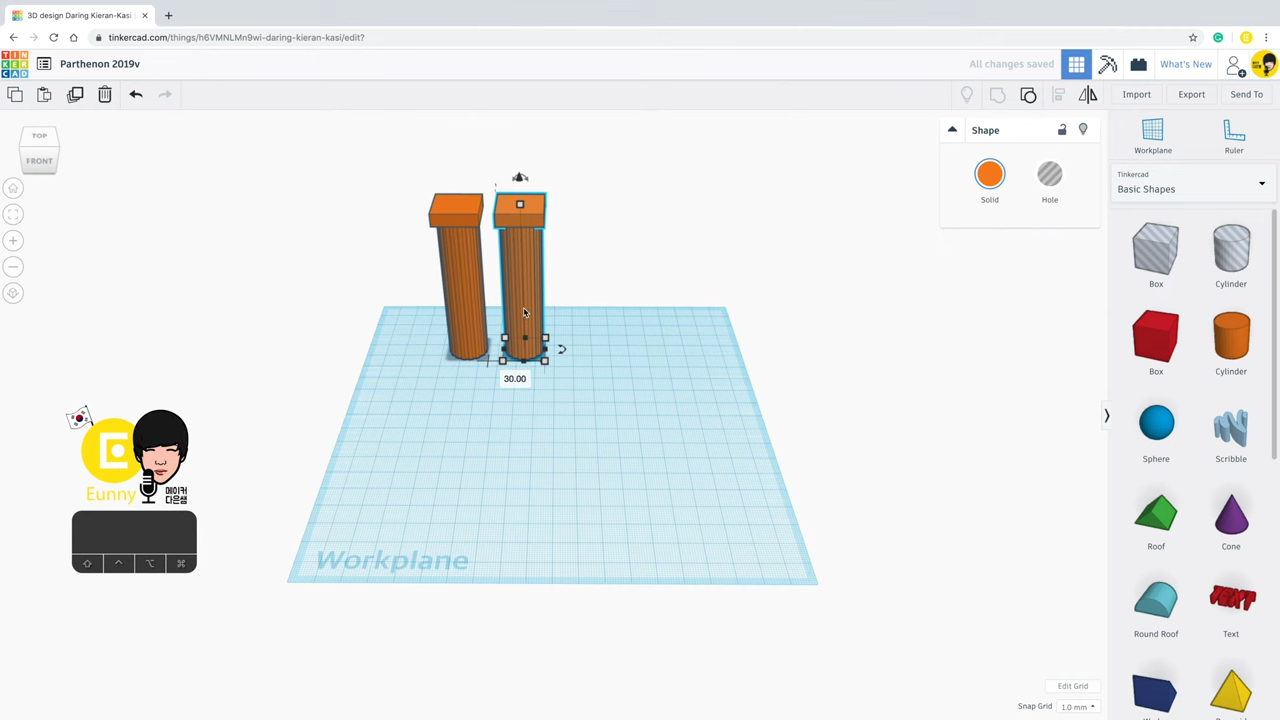 3D design Daring Kieran-Kasi
tinkercad.com/things/h6VMNLMn9wi-daring-kieran-kasi/edit?
E
TIN
KER
CAD
Parthenon 2019v
All changes saved
What's New
Import
Export
Send To
TOP
FRONT
Shape
Solid
Hole
Workplane
Ruler
Tinkercad
Basic Shapes
Box
Cylinder
Box
Cylinder
Sphere
Scribble
Roof
Cone
TEXT
Round Roof
Text
30.00
Workplane
Eunny
메이커
다은쌤
Edit Grid
Snap Grid
1.0 mm